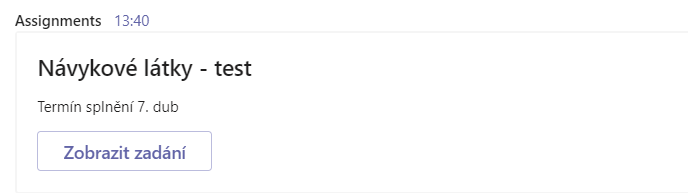 Assignments 13:40
Návykové látky - test
Termín splnění 7. dub
Zobrazit zadání